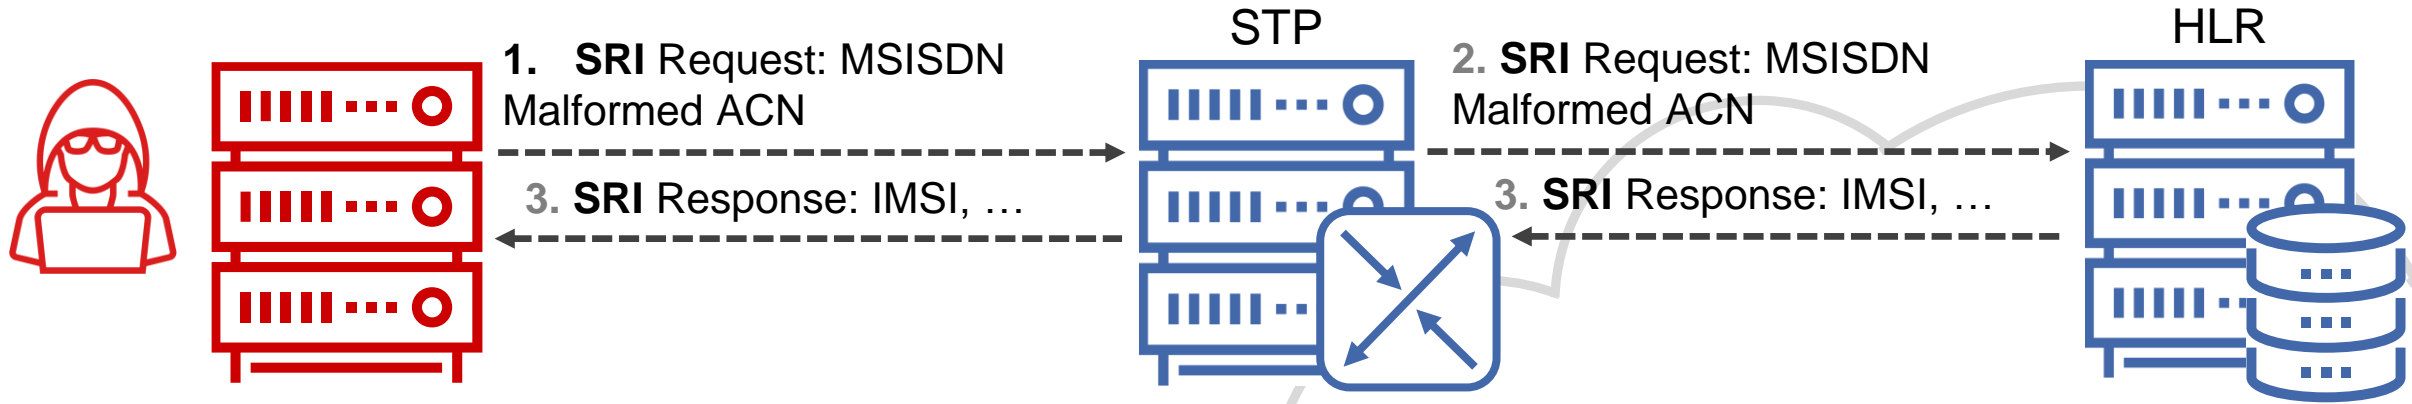 STP
HLR
1. SRI Request: MSISDN
Malformed ACN
2. SRI Request: MSISDN
Malformed ACN
3. SRI Response: IMSI, …
3. SRI Response: IMSI, …